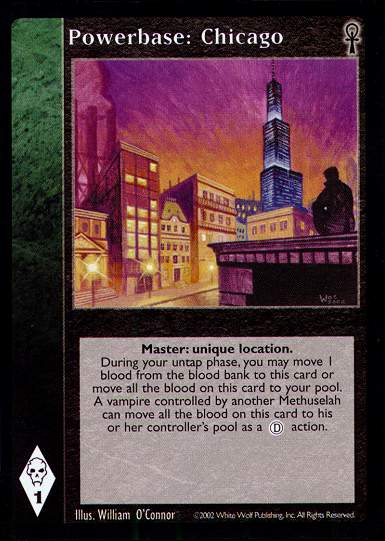 Powerbase: Chicago
Woc
2002
Master: unique location.
During your untap phase, you may move 1
blood from the blood bank to this card or
move all the blood on this card to your pool.
A vampire controlled by another Methuselah
can move all the blood on this card to his
or her controller's pool as a Ⓓ action.
1
Illus. William O'Connor
©2002 White Wolf Publishing, Inc. All Rights Reserved.